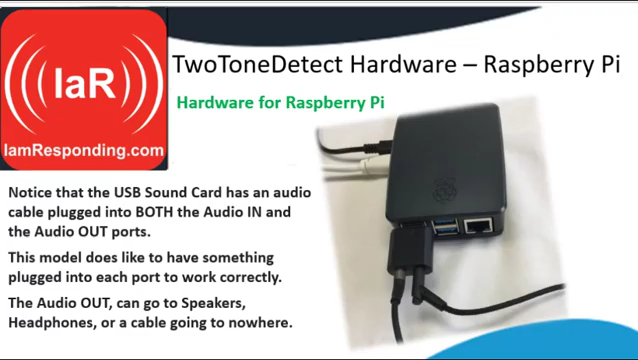 IaR
IamResponding.com
TwoToneDetect Hardware – Raspberry Pi
Hardware for Raspberry Pi
Notice that the USB Sound Card has an audio
cable plugged into BOTH the Audio IN and
the Audio OUT ports.
This model does like to have something
plugged into each port to work correctly.
The Audio OUT, can go to Speakers,
Headphones, or a cable going to nowhere.